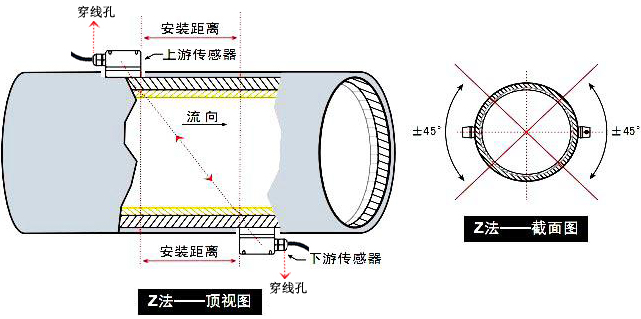 穿线孔
安装距离
上游传感器
流向
±45°
±45°
Z法——截面图
安装距离
下游传感器
穿线孔
Z法——顶视图